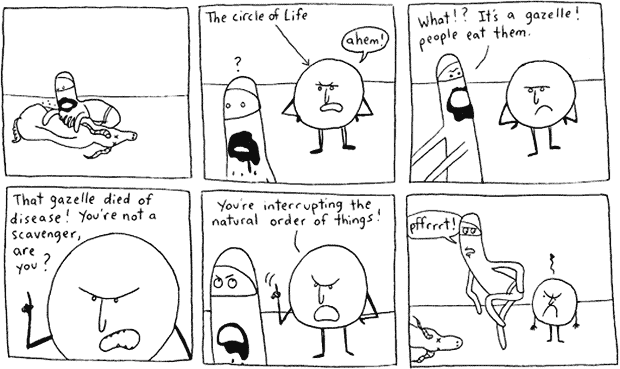 The circle of Life
ahem!
?
What!? It's a gazelle!
people eat them.
That gazelle died of
disease! You're not a
scavenger,
are
you?
You're interrupting the
natural order of things!
pffrrrt!